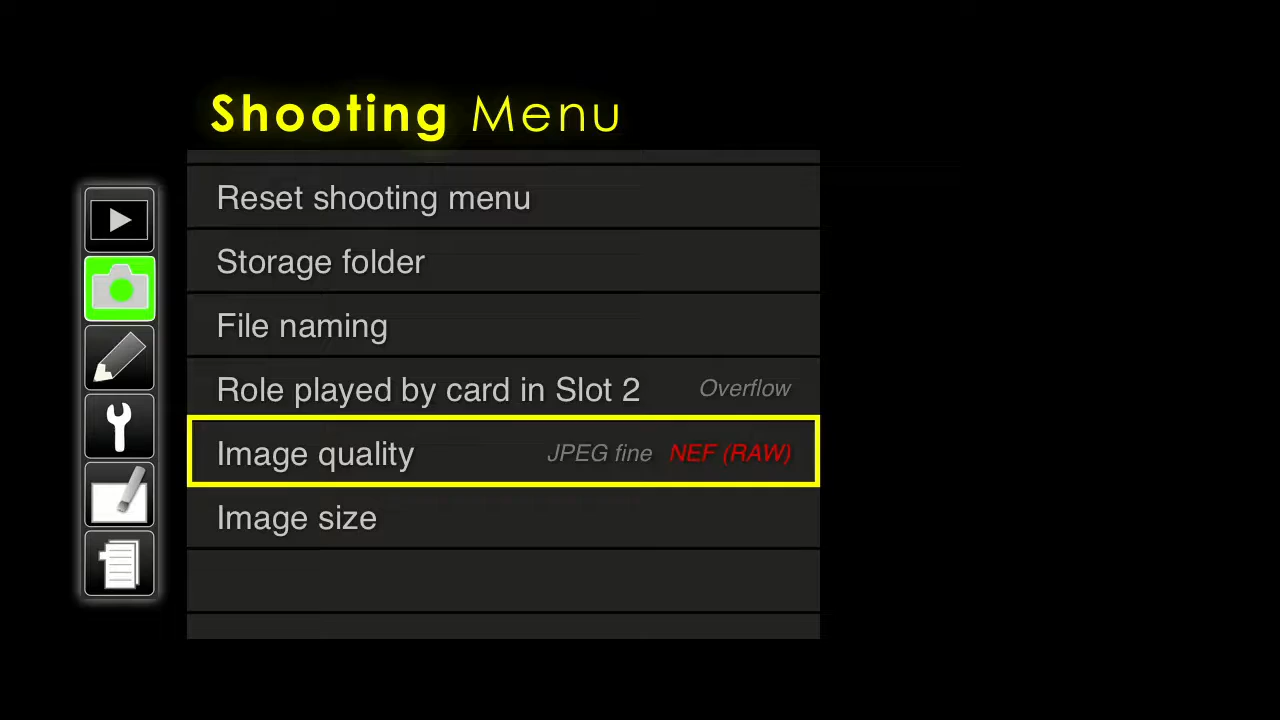 Shooting Menu
Reset shooting menu
Storage folder
File naming
Role played by card in Slot 2 Overflow
Image quality JPEG fine NEF (RAW)
Image size